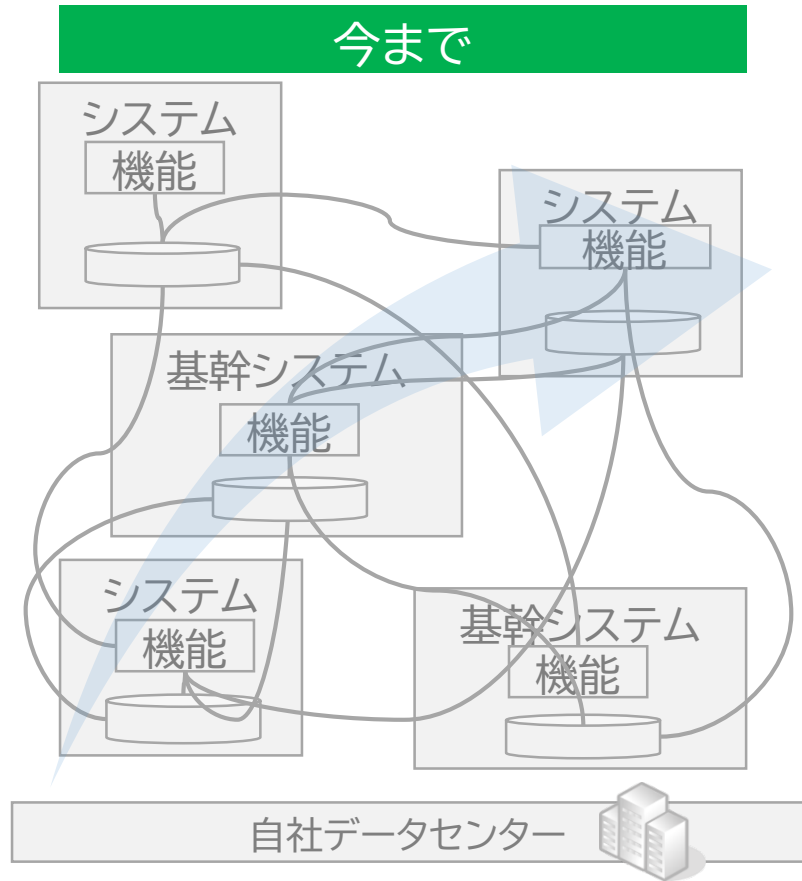 今まで
システム
機能
システム
機能
基幹システム
機能
システム
機能
基幹システム
機能
自社データセンター